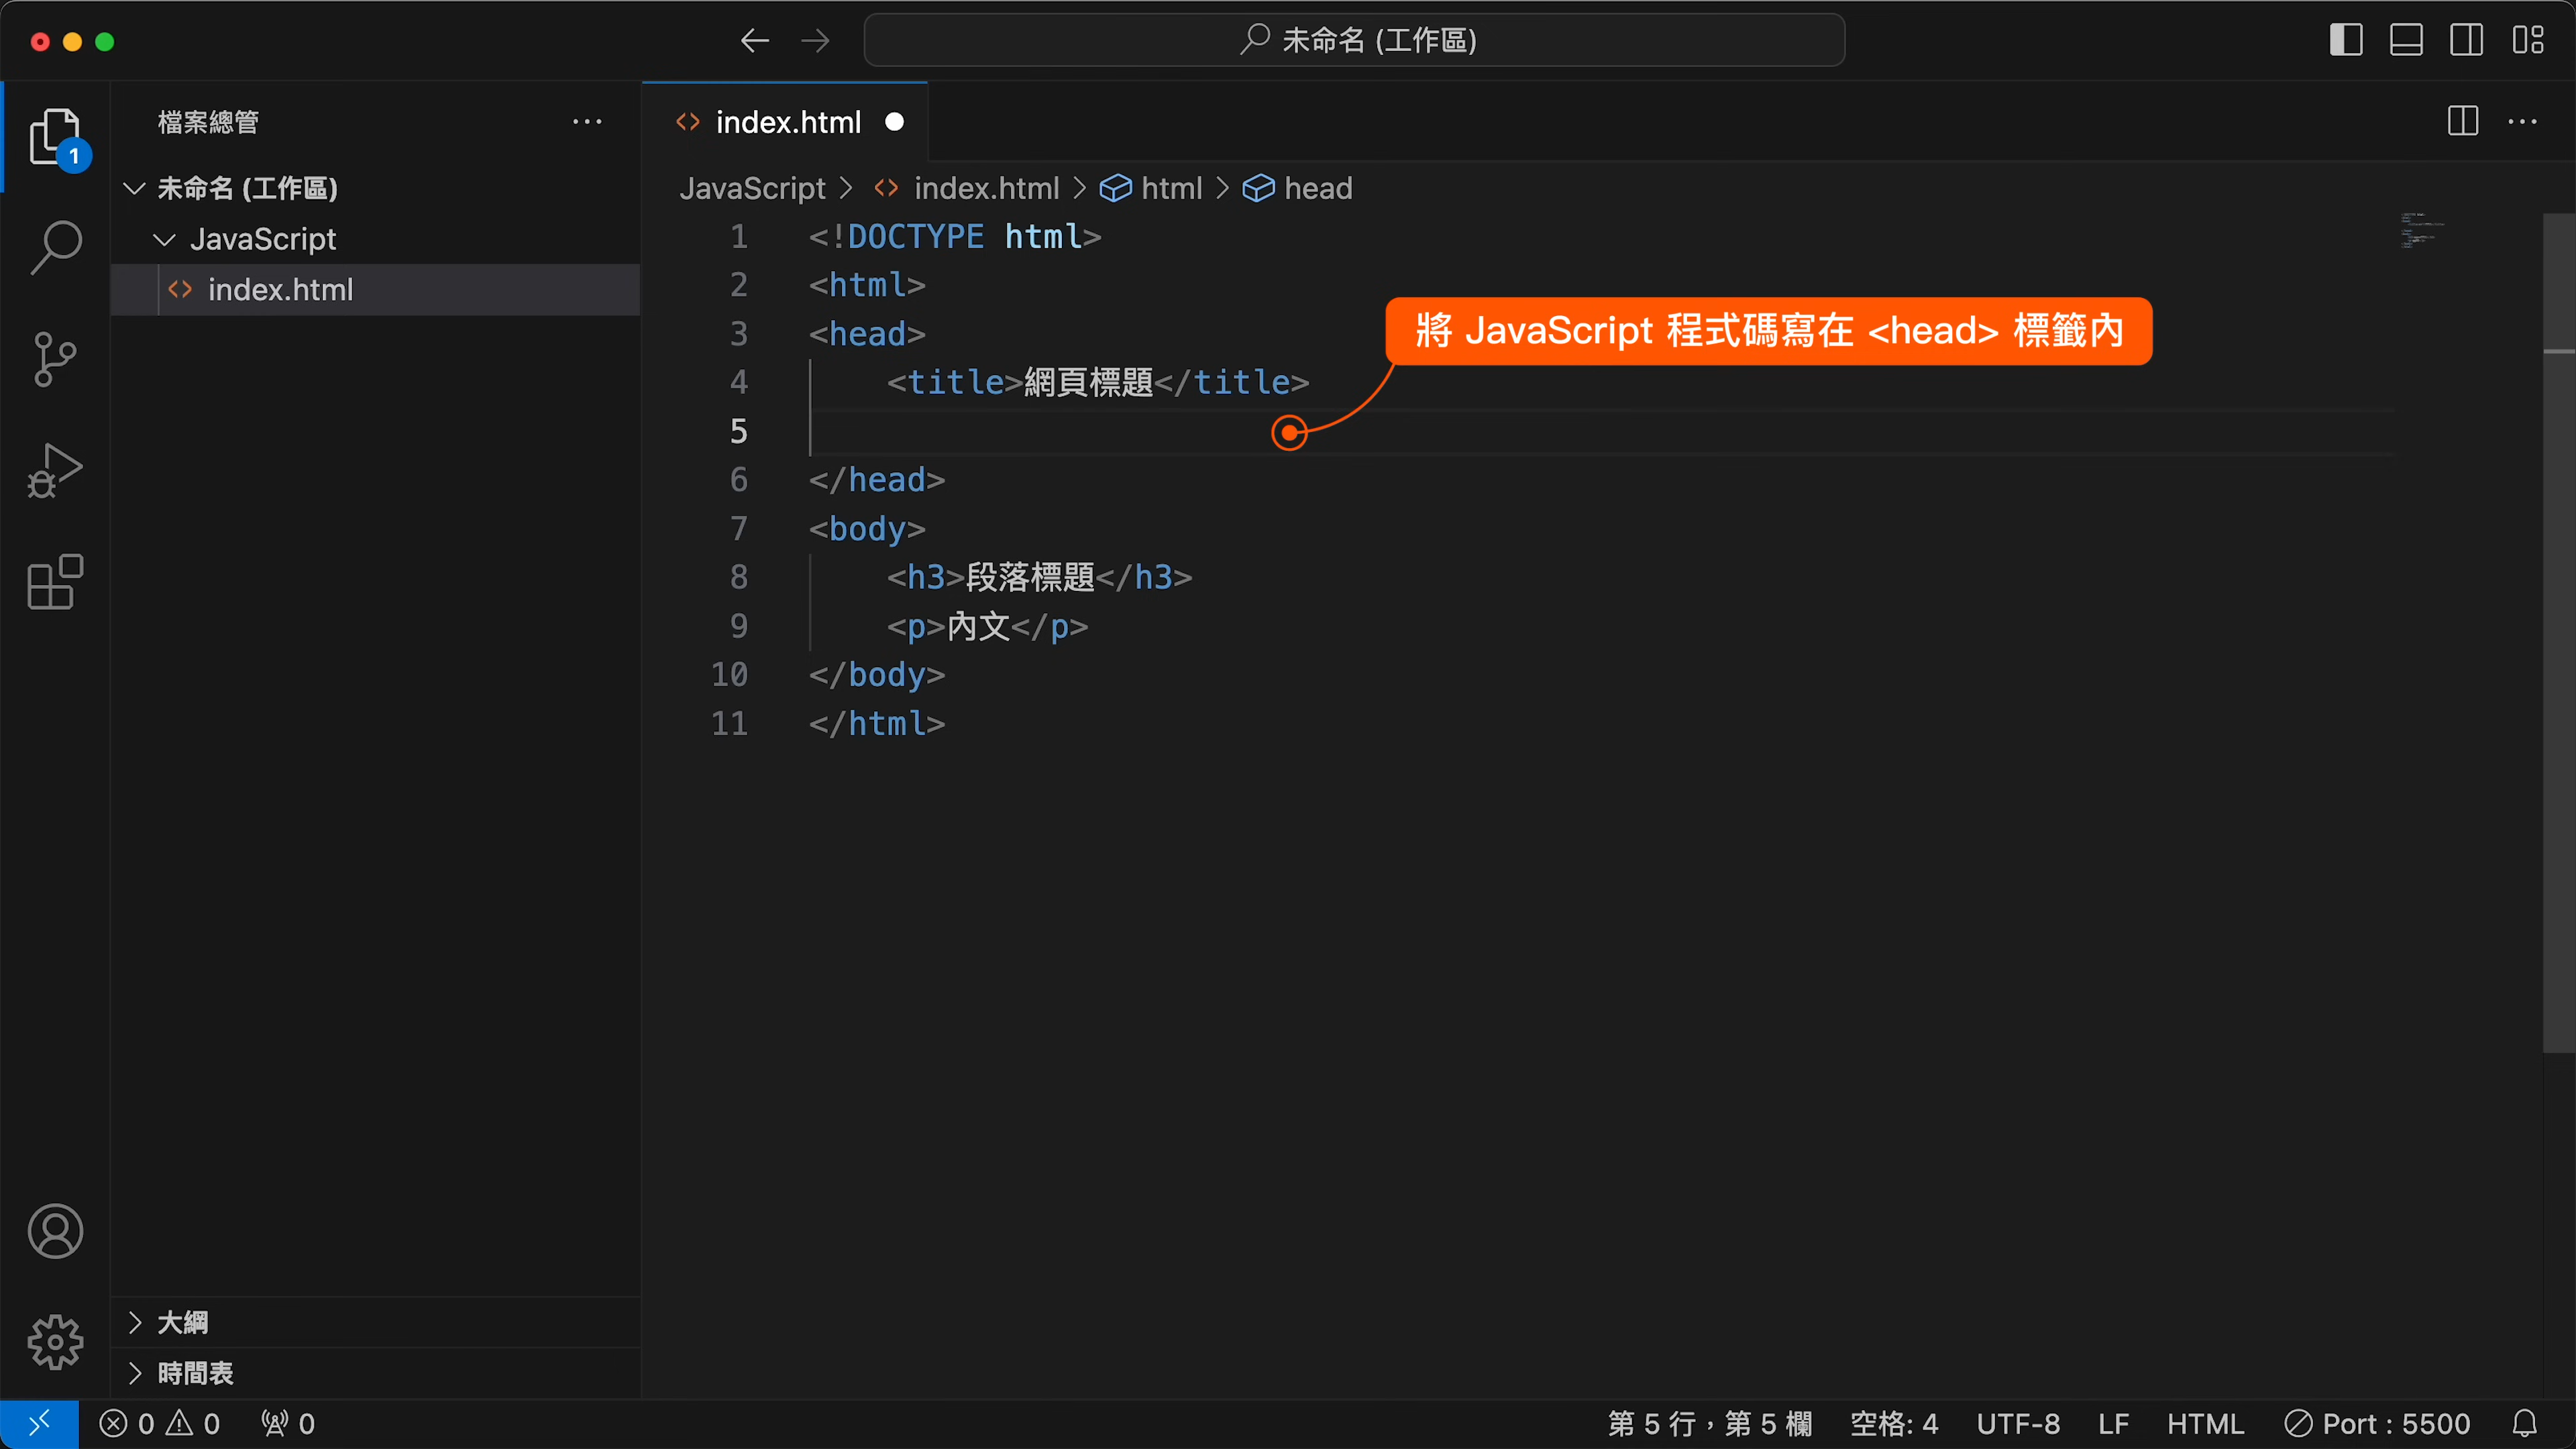 未命名 (工作區)
檔案總管
1
未命名 (工作區)
JavaScript
index.html
大綱
時間表
index.html
JavaScript > index.html > html > head
1 <!DOCTYPE html>
2 <html>
3 <head>
4 <title>網頁標題</title>
5
6 </head>
7 <body>
8 <h3>段落標題</h3>
9 <p>內文</p>
10 </body>
11 </html>
將 JavaScript 程式碼寫在 <head> 標籤內
0 0 0 第 5 行，第 5 欄 空格: 4 UTF-8 LF HTML Port : 5500